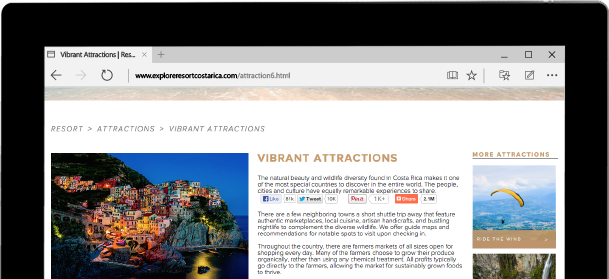 Vibrant Attractions | Res...
www.exploreresortcostarica.com/attraction6.html
RESORT > ATTRACTIONS > VIBRANT ATTRACTIONS
VIBRANT ATTRACTIONS
The natural beauty and wildlife diversity found in Costa Rica makes it one
of the most special countries to discover in the entire world. The people,
cities and culture have equally remarkable experiences to share.
Like 81k Tweet 10K Pinit 1K+ Share 2.1M
There are a few neighboring towns a short shuttle trip away that feature
authentic marketplaces, local cuisine, artisan handicrafts, and bustling
nightlife to complement the diverse wildlife. We offer guide maps and
recommendations for notable spots to visit upon checking in.
Throughout the country, there are farmers markets of all sizes open for
shopping every day. Many of the farmers choose to grow their produce
organically, rather than using any chemical treatment. All profits typically
go directly to the farmers, allowing the market for sustainably grown foods
to thrive.
MORE ATTRACTIONS
RIDE THE WIND >